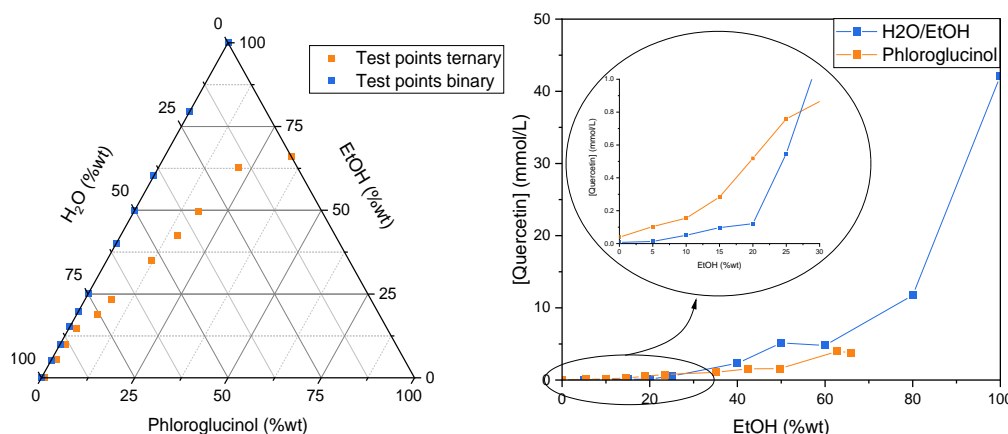 0
100
25
75
50
50
75
25
100
0
0
25
50
75
100
H2O (%wt)
EtOH (%wt)
Phloroglucinol (%wt)
Test points ternary
Test points binary
50
40
30
20
10
0
[Quercetin] (mmol/L)
H2O/EtOH
Phloroglucinol
1.0
0.8
0.6
0.4
0.2
0.0
[Quercetin] (mmol/L)
0 5 10 15 20 25 30
EtOH (%wt)
0 20 40 60 80 100
EtOH (%wt)